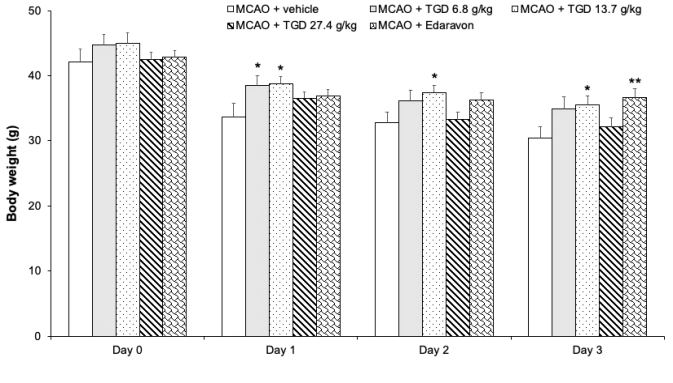 MCAO + vehicle MCAO + TGD 6.8 g/kg MCAO + TGD 13.7 g/kg
MCAO + TGD 27.4 g/kg MCAO + Edaravon
Body weight (g)
50
40
30
20
10
0
* *
*
* **
Day 0 Day 1 Day 2 Day 3